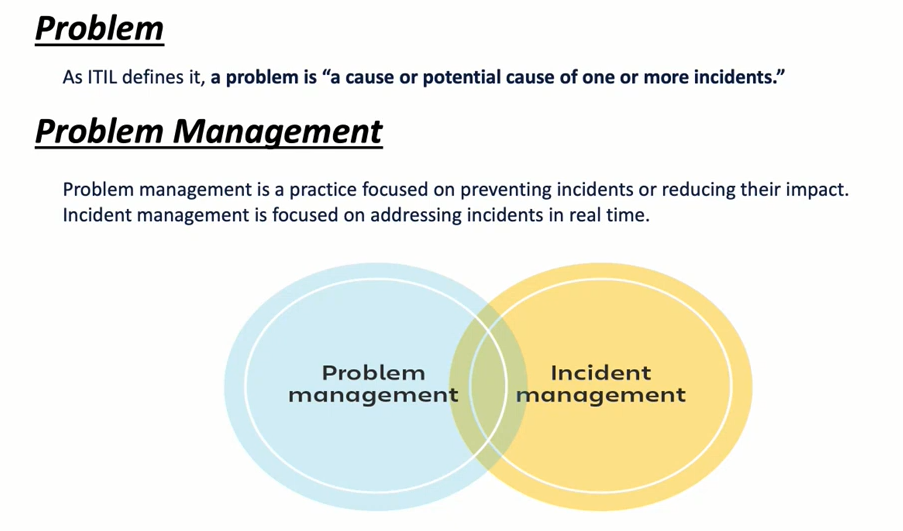 Problem
As ITIL defines it, a problem is “a cause or potential cause of one or more incidents.”
Problem Management
Problem management is a practice focused on preventing incidents or reducing their impact.
Incident management is focused on addressing incidents in real time.
Problem
management
Incident
management